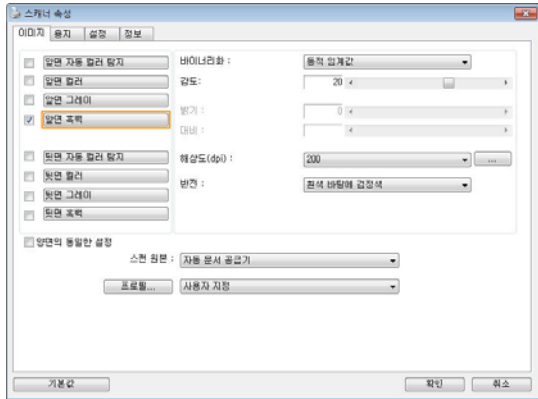 스캐너 속성
이미지 용지 설정 정보
앞면 자동 컬러 탐지
앞면 컬러
앞면 그레이
앞면 흑백
뒷면 자동 컬러 탐지
뒷면 컬러
뒷면 그레이
뒷면 흑백
바이너리화 : 동적 임계값
감도: 20
밝기 : 0
대비 :
해상도(dpi) : 200 ...
반전 : 흰색 바탕에 검정색
양면의 동일한 설정
스캔 원본 : 자동 문서 공급기
프로필... 사용자 지정
기본값 확인 취소